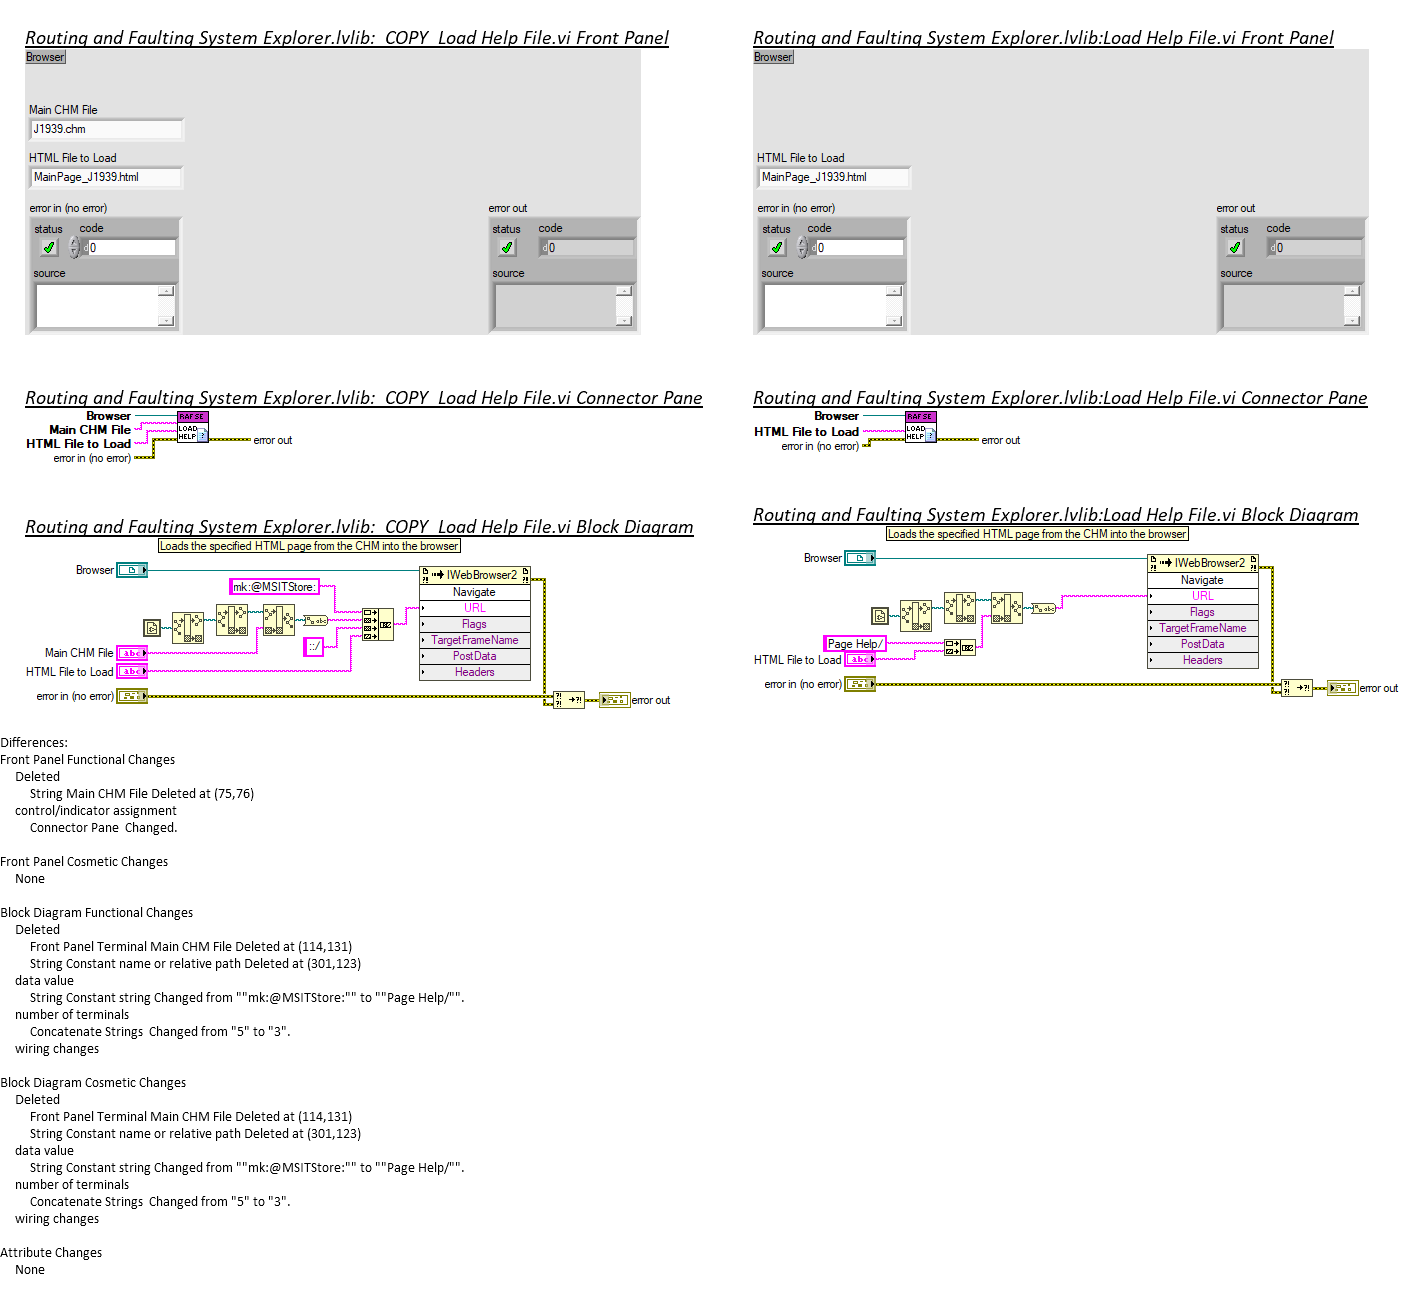 Routing and Faulting System Explorer.lvlib:  COPY  Load Help File.vi Front Panel
Browser
Main CHM File
J1939.chm
HTML File to Load
MainPage_J1939.html
error in (no error)
status
code
d0
source
error out
status
code
d0
source
Routing and Faulting System Explorer.lvlib:Load Help File.vi Front Panel
Browser
HTML File to Load
MainPage_J1939.html
error in (no error)
status
code
d0
source
error out
status
code
d0
source
Routing and Faulting System Explorer.lvlib:  COPY  Load Help File.vi Connector Pane
Browser
Main CHM File
HTML File to Load
error in (no error)
RAFSE
LOAD
HELP
?
error out
Routing and Faulting System Explorer.lvlib:Load Help File.vi Connector Pane
Browser
HTML File to Load
error in (no error)
RAFSE
LOAD
HELP
?
error out
Routing and Faulting System Explorer.lvlib:  COPY  Load Help File.vi Block Diagram
Loads the specified HTML page from the CHM into the browser
Browser
mk:@MSITStore:
abc
::/
Main CHM File
abc
HTML File to Load
abc
error in (no error)
IWebBrowser2
Navigate
URL
Flags
TargetFrameName
PostData
Headers
error out
Routing and Faulting System Explorer.lvlib:Load Help File.vi Block Diagram
Loads the specified HTML page from the CHM into the browser
Browser
abc
Page Help/
HTML File to Load
abc
error in (no error)
IWebBrowser2
Navigate
URL
Flags
TargetFrameName
PostData
Headers
error out
Differences:
Front Panel Functional Changes
Deleted
String Main CHM File Deleted at (75,76)
control/indicator assignment
Connector Pane  Changed.
Front Panel Cosmetic Changes
None
Block Diagram Functional Changes
Deleted
Front Panel Terminal Main CHM File Deleted at (114,131)
String Constant name or relative path Deleted at (301,123)
data value
String Constant string Changed from ""mk:@MSITStore:"" to ""Page Help/"".
number of terminals
Concatenate Strings  Changed from "5" to "3".
wiring changes
Block Diagram Cosmetic Changes
Deleted
Front Panel Terminal Main CHM File Deleted at (114,131)
String Constant name or relative path Deleted at (301,123)
data value
String Constant string Changed from ""mk:@MSITStore:"" to ""Page Help/"".
number of terminals
Concatenate Strings  Changed from "5" to "3".
wiring changes
Attribute Changes
None